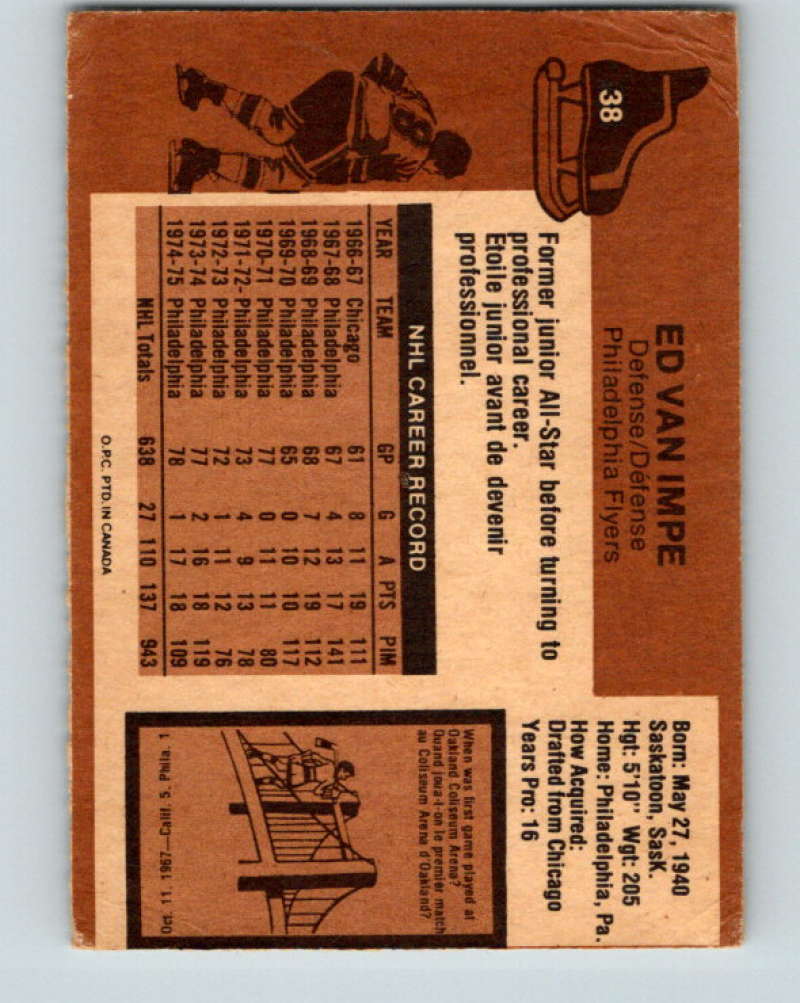 38
8
ED VAN IMPE
Defense/Défense
Philadelphia Flyers
Born: May 27, 1940
Saskatoon, Sask.
Hgt: 5'10" Wgt: 205
Home: Philadelphia, Pa.
How Acquired:
Drafted from Chicago
Years Pro: 16
Former junior All-Star before turning to
professional career.
Étoile junior avant de devenir
professionnel.
NHL CAREER RECORD
YEAR TEAM GP G A PTS PIM
1966-67 Chicago 61 8 11 19 111
1967-68 Philadelphia 67 4 13 17 141
1968-69 Philadelphia 68 7 12 19 112
1969-70 Philadelphia 65 0 10 10 117
1970-71 Philadelphia 77 0 11 11 80
1971-72- Philadelphia 73 4 9 13 78
1972-73 Philadelphia 72 1 11 12 76
1973-74 Philadelphia 77 2 16 18 119
1974-75 Philadelphia 78 1 17 18 109
NHL Totals 638 27 110 137 943
When was first game played at
Oakland Coliseum Arena?
Quand joua-t-on le premier match
au Coliseum Arena d'Oakland?
Oct. 11, 1967—Calif. 5, Phila. 1
O.P.C. PTD. IN CANADA